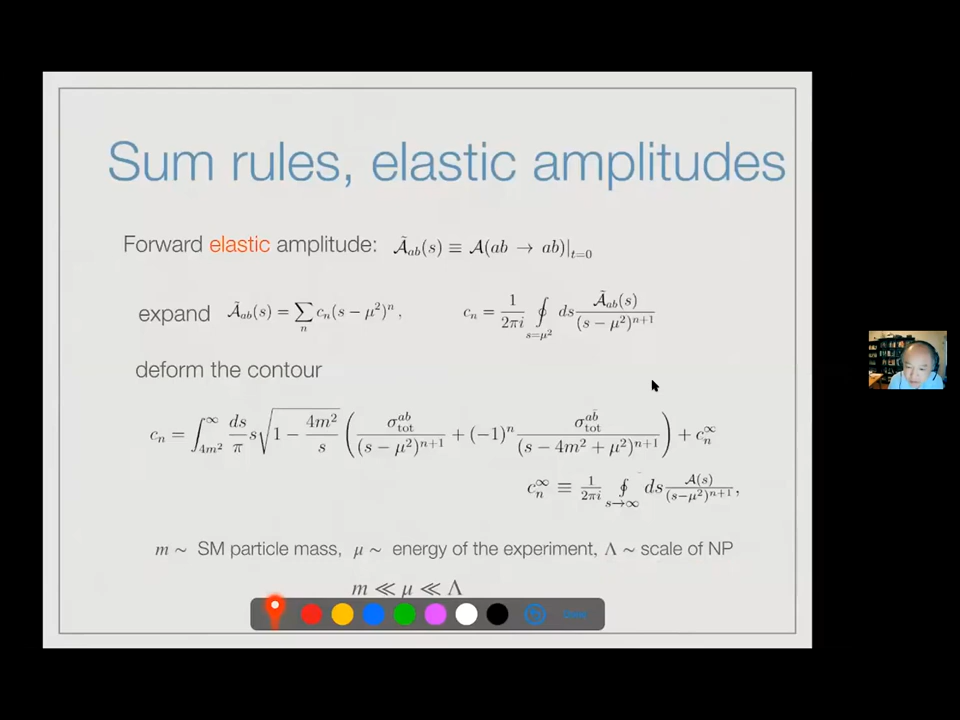 Sum rules, elastic amplitudes
Forward elastic amplitude: $\tilde{\mathcal{A}}_{ab}(s) \equiv \mathcal{A}(ab \to ab)|_{t=0}$
expand $\tilde{\mathcal{A}}_{ab}(s) = \sum_n c_n (s - \mu^2)^n,$ $c_n = \frac{1}{2\pi i} \oint_{s=\mu^2} ds \frac{\tilde{\mathcal{A}}_{ab}(s)}{(s-\mu^2)^{n+1}}$
deform the contour
$c_n = \int_{4m^2}^{\infty} \frac{ds}{\pi} s \sqrt{1 - \frac{4m^2}{s}} \left( \frac{\sigma_{\text{tot}}^{ab}}{(s-\mu^2)^{n+1}} + (-1)^n \frac{\sigma_{\text{tot}}^{a\bar{b}}}{(s-4m^2+\mu^2)^{n+1}} \right) + c_n^{\infty}$
$c_n^{\infty} \equiv \frac{1}{2\pi i} \oint_{s\to\infty} ds \frac{\mathcal{A}(s)}{(s-\mu^2)^{n+1}},$
$m \sim$ SM particle mass, $\mu \sim$ energy of the experiment, $\Lambda \sim$ scale of NP
$m \ll \mu \ll \Lambda$